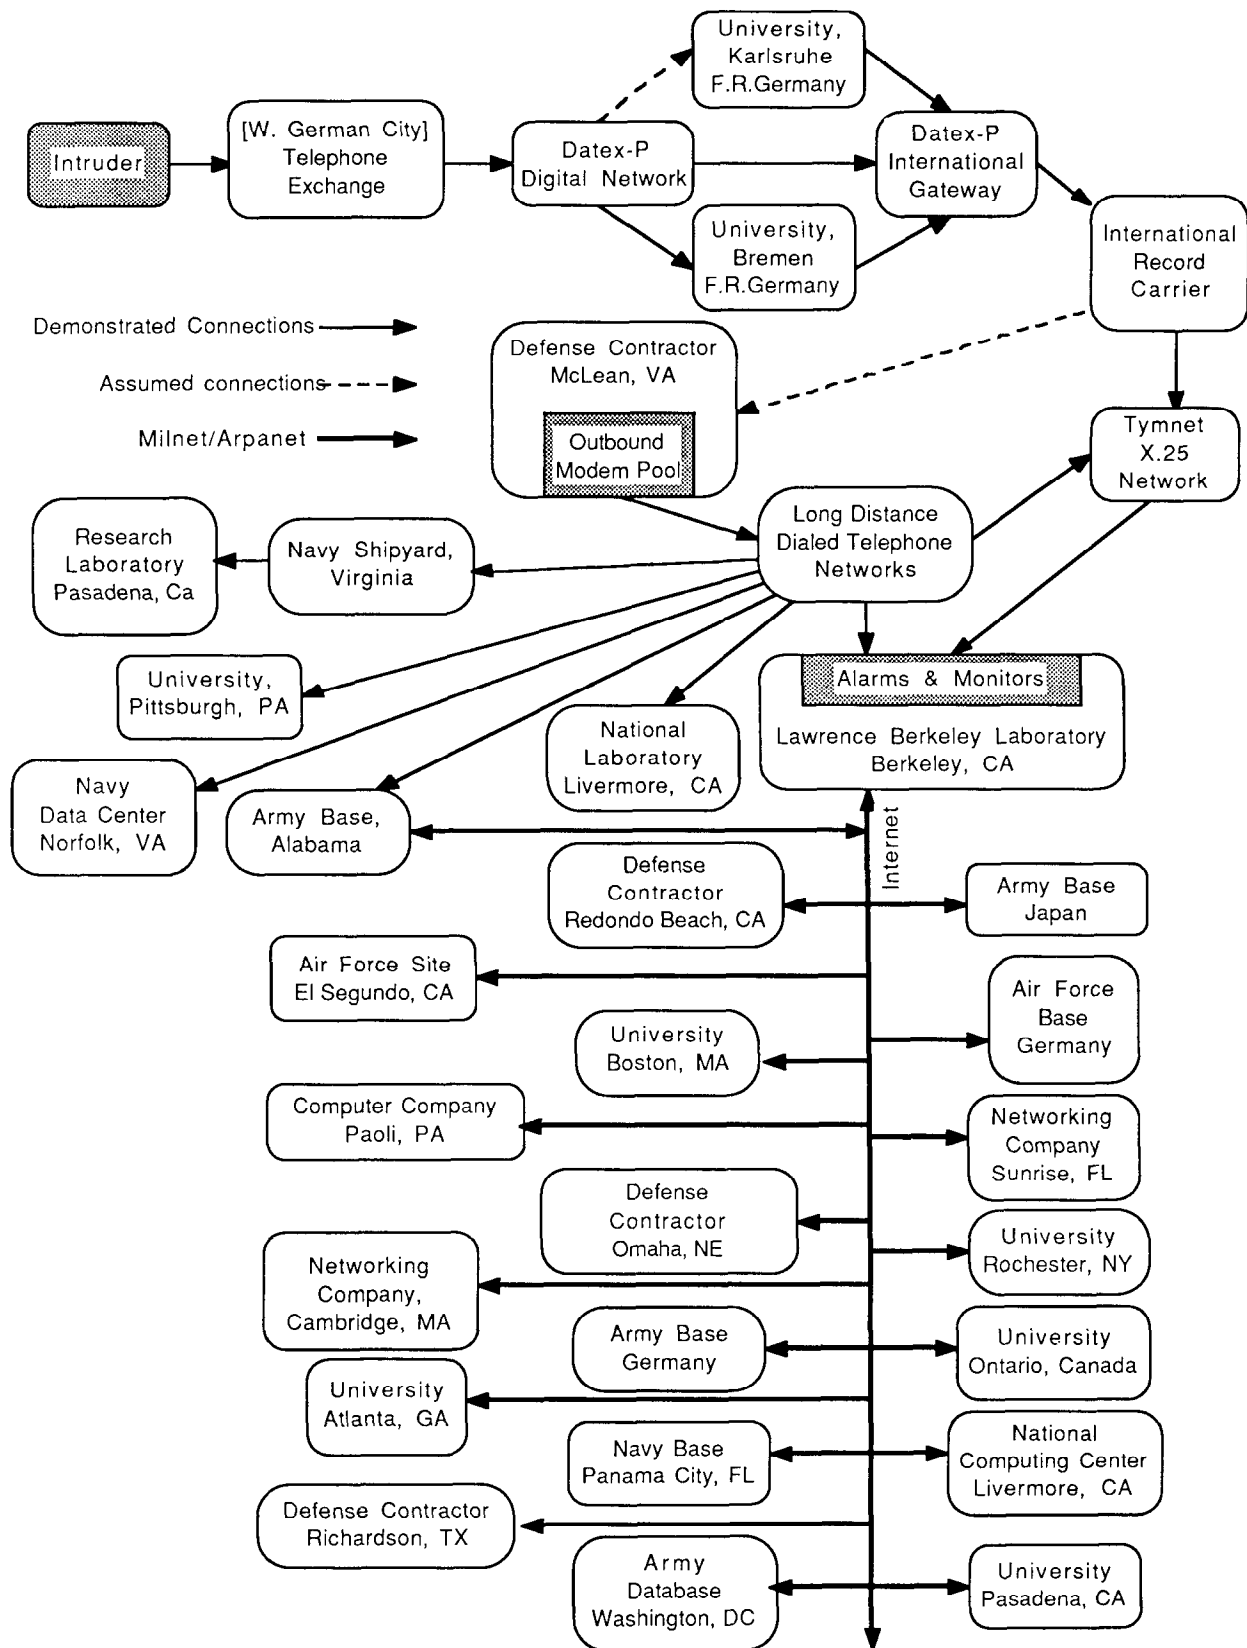 University,
Karlsruhe
F.R.Germany
Intruder
[W. German City]
Telephone
Exchange
Datex-P
Digital Network
Datex-P
International
Gateway
University,
Bremen
F.R.Germany
International
Record
Carrier
Demonstrated Connections
Assumed connections
Milnet/Arpanet
Defense Contractor
McLean, VA
Outbound
Modem Pool
Tymnet
X.25
Network
Research
Laboratory
Pasadena, Ca
Navy Shipyard,
Virginia
Long Distance
Dialed Telephone
Networks
University,
Pittsburgh, PA
Alarms & Monitors
Lawrence Berkeley Laboratory
Berkeley, CA
National
Laboratory
Livermore, CA
Navy
Data Center
Norfolk, VA
Army Base,
Alabama
Internet
Defense
Contractor
Redondo Beach, CA
Army Base
Japan
Air Force Site
El Segundo, CA
Air Force
Base
Germany
University
Boston, MA
Computer Company
Paoli, PA
Networking
Company
Sunrise, FL
Defense
Contractor
Omaha, NE
University
Rochester, NY
Networking
Company,
Cambridge, MA
Army Base
Germany
University
Ontario, Canada
University
Atlanta, GA
Navy Base
Panama City, FL
National
Computing Center
Livermore, CA
Defense Contractor
Richardson, TX
Army
Database
Washington, DC
University
Pasadena, CA